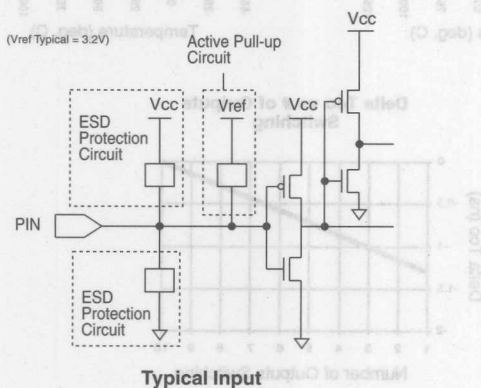 (Vref Typical = 3.2V)
Active Pull-up
Circuit
Vcc
ESD
Protection
Circuit
Vcc
Vref
Vcc
PIN
ESD
Protection
Circuit
Typical Input